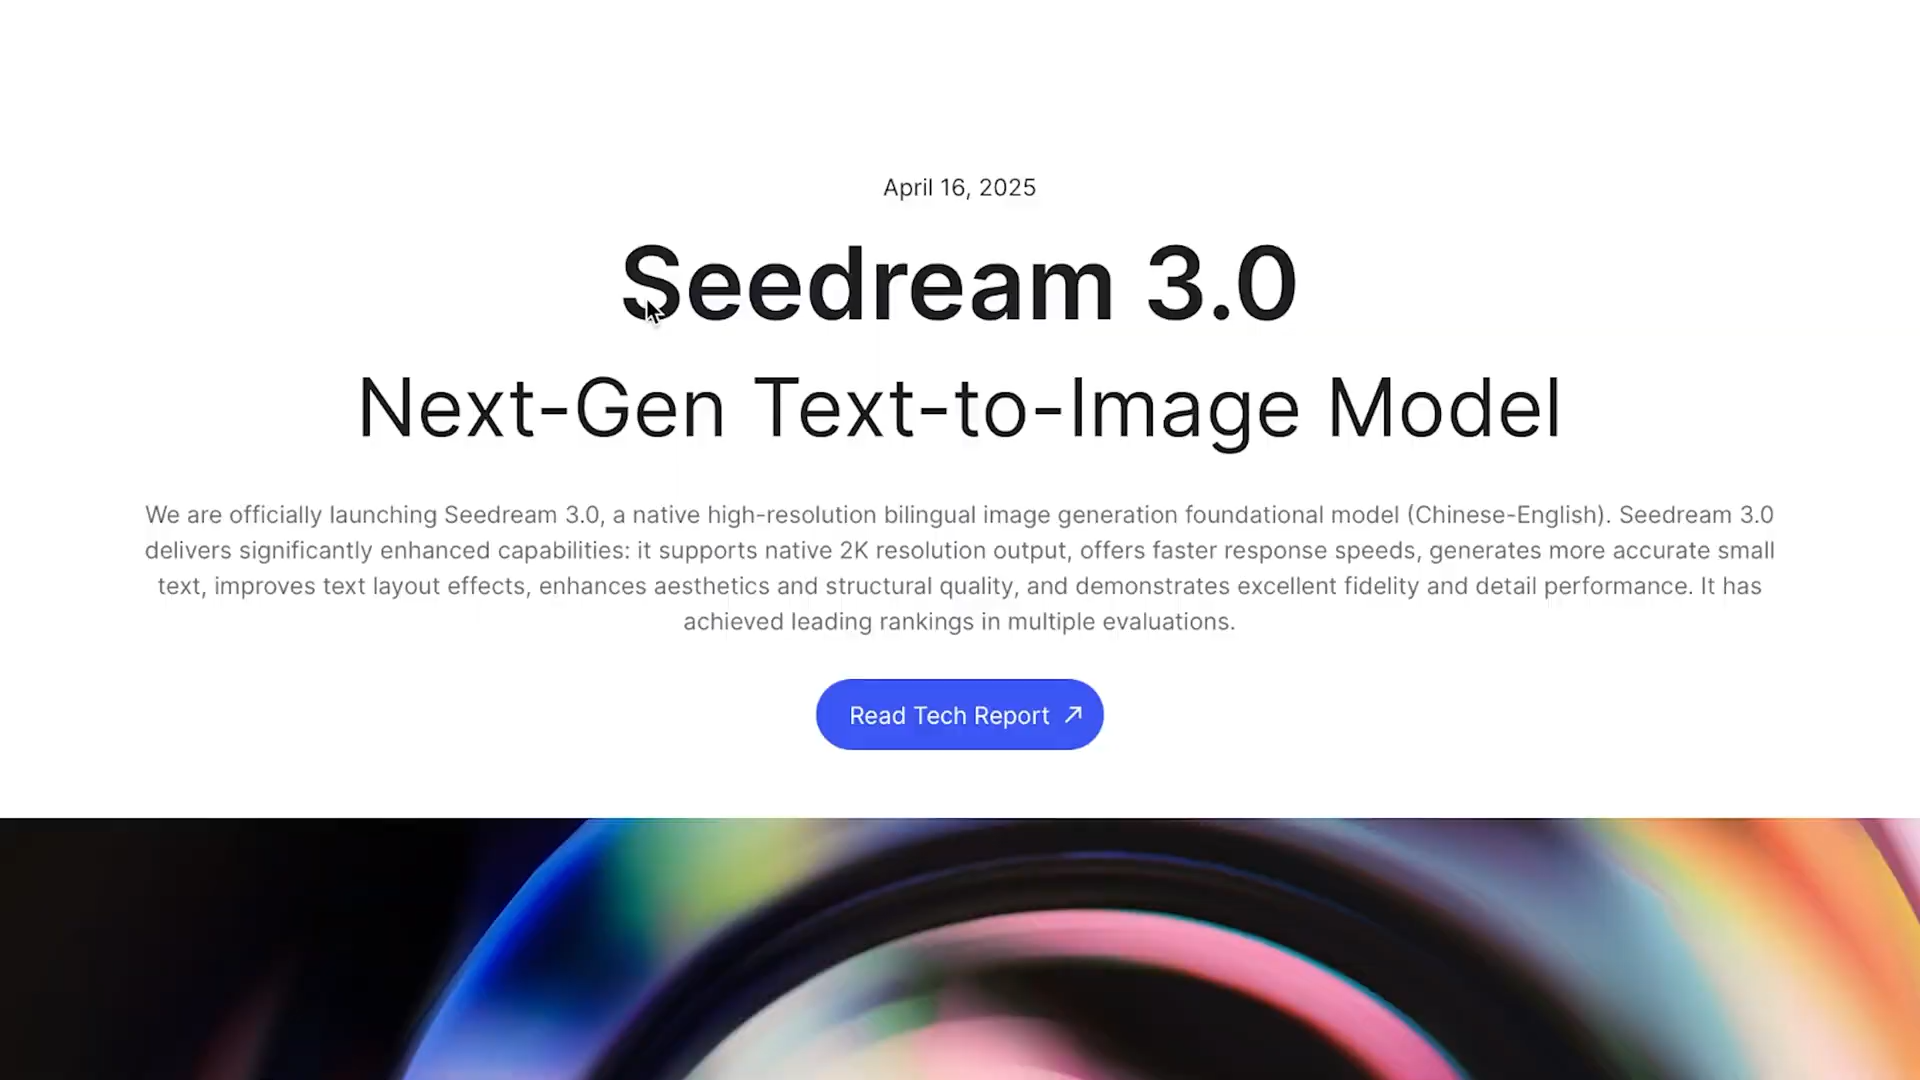 April 16, 2025
Seedream 3.0
Next-Gen Text-to-Image Model
We are officially launching Seedream 3.0, a native high-resolution bilingual image generation foundational model (Chinese-English). Seedream 3.0
delivers significantly enhanced capabilities: it supports native 2K resolution output, offers faster response speeds, generates more accurate small
text, improves text layout effects, enhances aesthetics and structural quality, and demonstrates excellent fidelity and detail performance. It has
achieved leading rankings in multiple evaluations.
Read Tech Report ↗